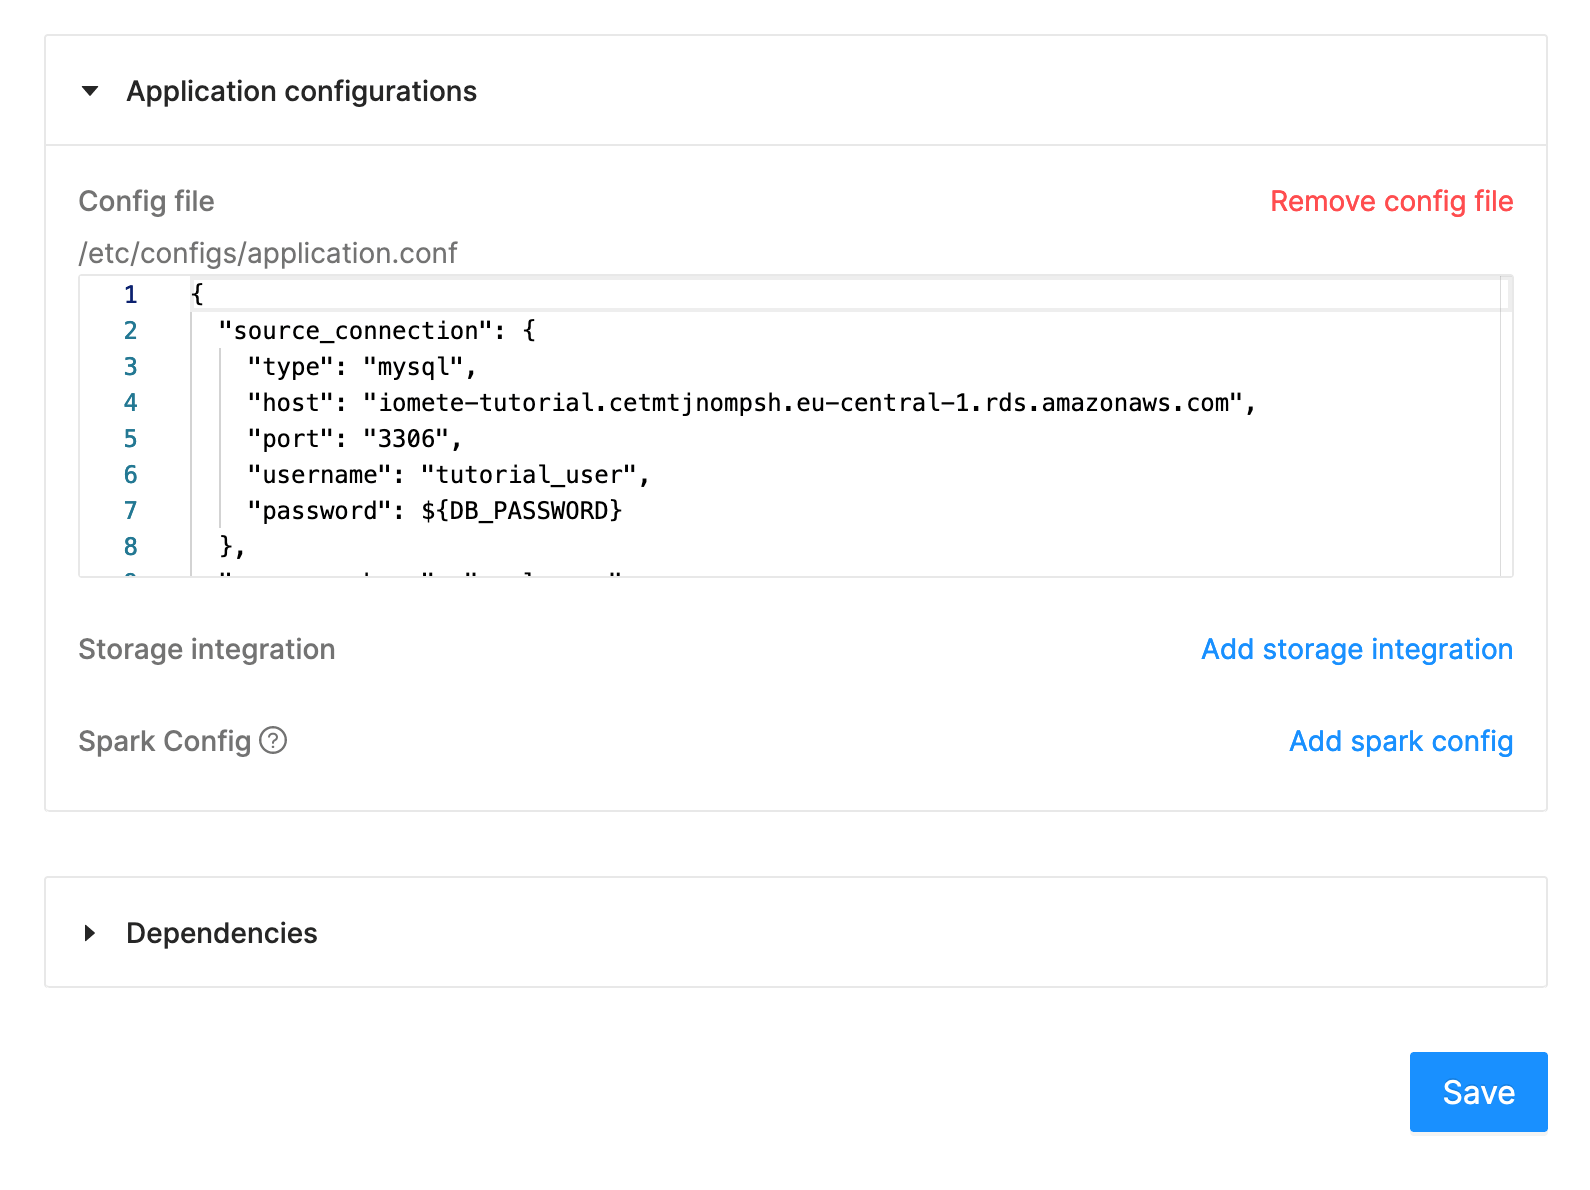 Application configurations
Config file
Remove config file
/etc/configs/application.conf
1 {
2 "source_connection": {
3 "type": "mysql",
4 "host": "iomete-tutorial.cetmtjnompsh.eu-central-1.rds.amazonaws.com",
5 "port": "3306",
6 "username": "tutorial_user",
7 "password": ${DB_PASSWORD}
8 },
Storage integration
Add storage integration
Spark Config ?
Add spark config
Dependencies
Save